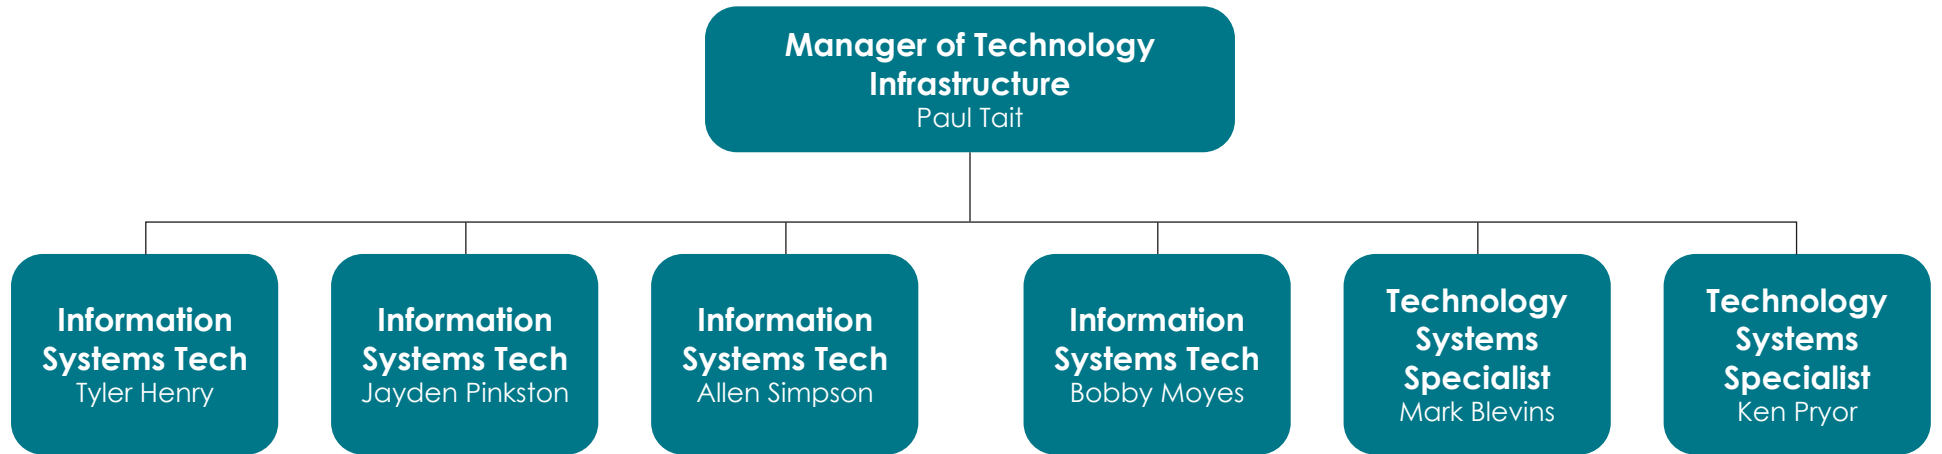 Manager of Technology
Infrastructure
Paul Tait
Information
Systems Tech
Tyler Henry
Information
Systems Tech
Jayden Pinkston
Information
Systems Tech
Allen Simpson
Information
Systems Tech
Bobby Moyes
Technology
Systems
Specialist
Mark Blevins
Technology
Systems
Specialist
Ken Pryor